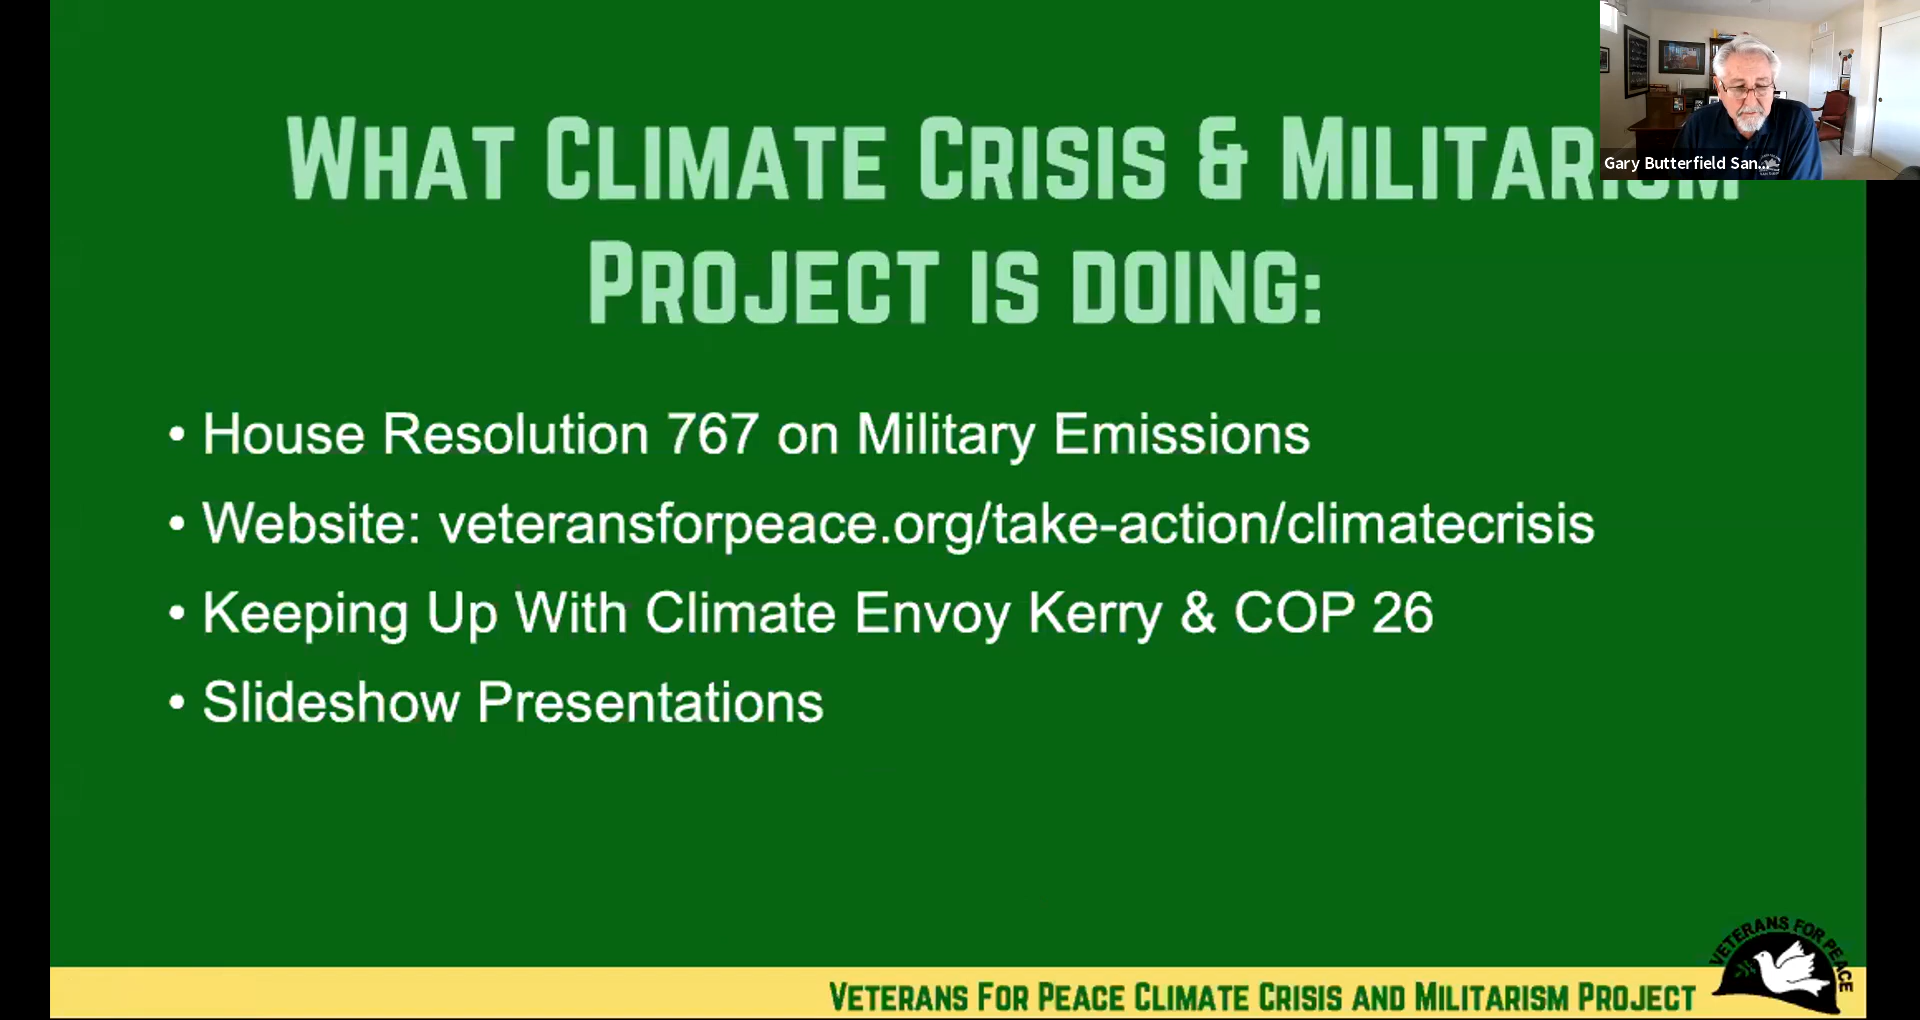 WHAT CLIMATE CRISIS & MILITARISM
PROJECT IS DOING:
Gary Butterfield San...
• House Resolution 767 on Military Emissions
• Website: veteransforpeace.org/take-action/climatecrisis
• Keeping Up With Climate Envoy Kerry & COP 26
• Slideshow Presentations
VETERANS FOR PEACE
VETERANS FOR PEACE CLIMATE CRISIS AND MILITARISM PROJECT